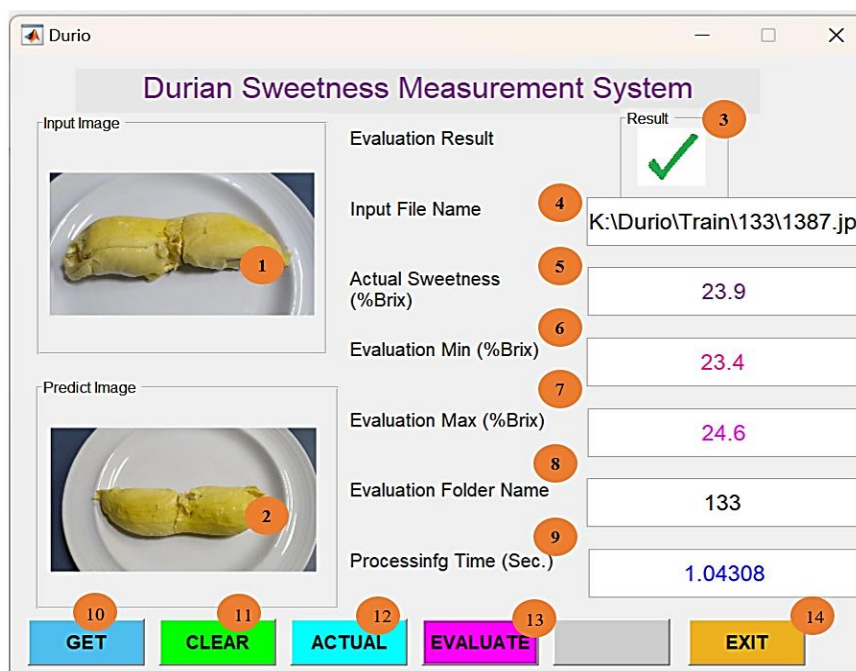 Durio
Durian Sweetness Measurement System
Input Image
Evaluation Result
Result
3
Input File Name
4
K:\Durio\Train\133\1387.jp
1
Actual Sweetness
(%Brix)
5
23.9
Evaluation Min (%Brix)
6
23.4
Predict Image
Evaluation Max (%Brix)
7
24.6
2
Evaluation Folder Name
8
133
Processinfg Time (Sec.)
9
1.04308
10
GET
11
CLEAR
12
ACTUAL
13
EVALUATE
14
EXIT